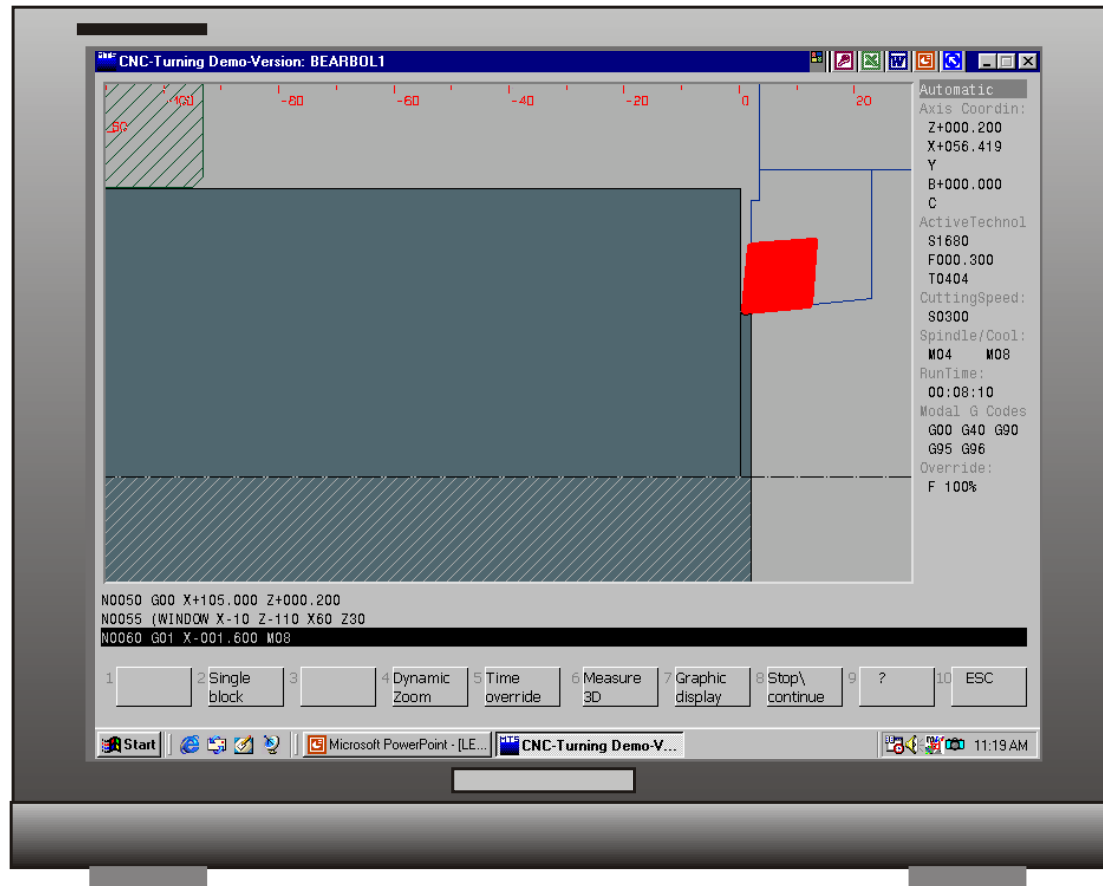 MTS CNC-Turning Demo-Version: BEARBOL1
-100 -80 -60 -40 -20 0 20
50
Automatic
Axis Coordin:
Z+000.200
X+056.419
Y
B+000.000
C
ActiveTechnol
S1680
F000.300
T0404
CuttingSpeed:
S0300
Spindle/Cool:
M04 M08
RunTime:
00:08:10
Modal G Codes
G00 G40 G90
G95 G96
Override:
F 100%
N0050 G00 X+105.000 Z+000.200
N0055 (WINDOW X-10 Z-110 X60 Z30
N0060 G01 X-001.600 M08
1
2 Single
block
3
4 Dynamic
Zoom
5 Time
override
6 Measure
3D
7 Graphic
display
8 Stop\
continue
9 ?
10 ESC
Start
Microsoft PowerPoint - [LE...
MTS CNC-Turning Demo-V...
11:19 AM